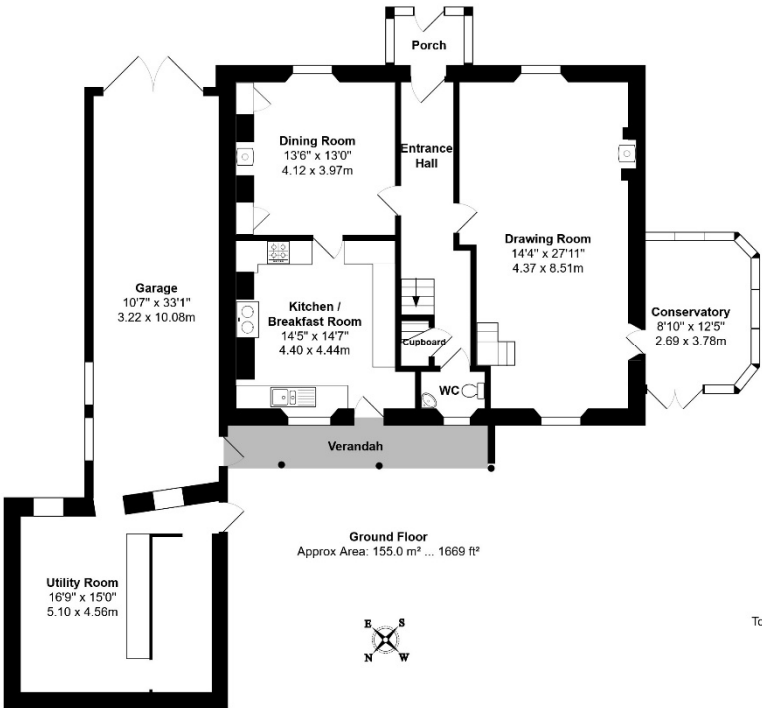 Porch
Dining Room
13'6" x 13'0"
4.12 x 3.97m
Entrance
Hall
Drawing Room
14'4" x 27'11"
4.37 x 8.51m
Garage
10'7" x 33'1"
3.22 x 10.08m
Kitchen /
Breakfast Room
14'5" x 14'7"
4.40 x 4.44m
Conservatory
8'10" x 12'5"
2.69 x 3.78m
Cupboard
WC
Verandah
Ground Floor
Approx Area: 155.0 m² ... 1669 ft²
Utility Room
16'9" x 15'0"
5.10 x 4.56m
E S
N W